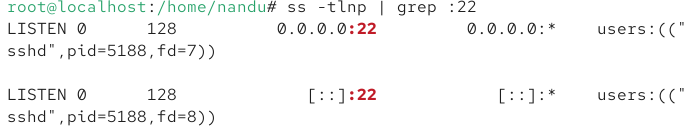 root@localhost:/home/nandu# ss -tlnp | grep :22
LISTEN 0      128          0.0.0.0:22         0.0.0.0:*    users:(("
sshd",pid=5188,fd=7))
LISTEN 0      128             [::]:22            [::]:*    users:(("
sshd",pid=5188,fd=8))